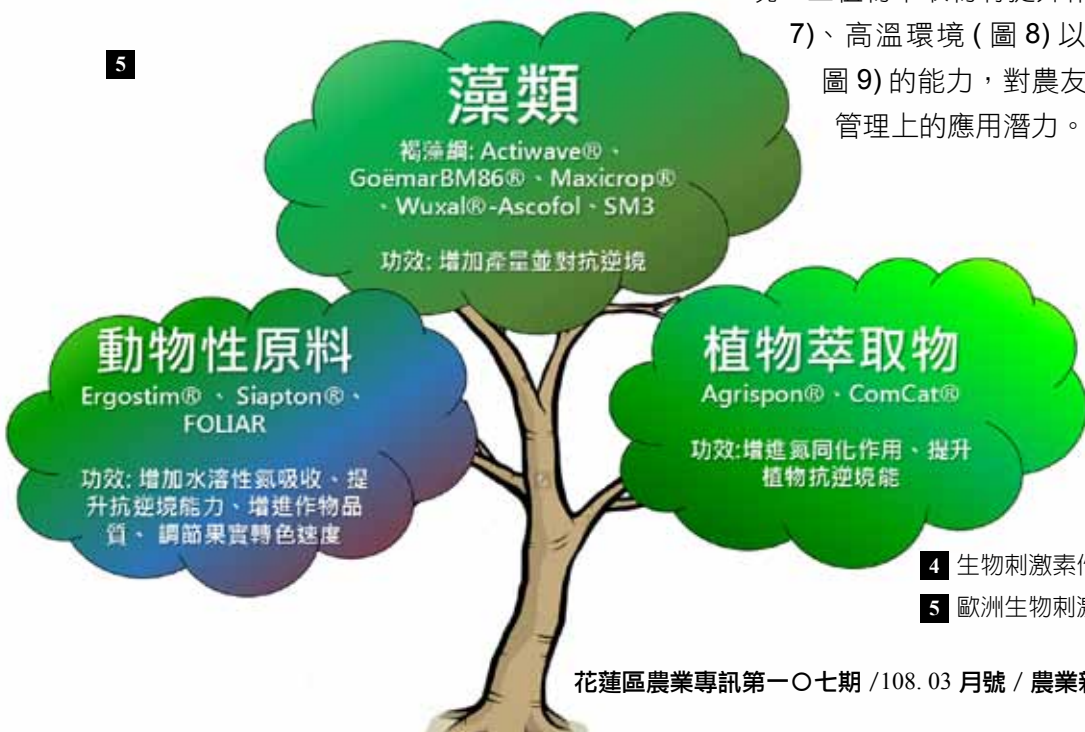 7)、高溫環境 ( 圖 8) 以
圖 9) 的能力,對農友
管理上的應用潛力。
5
藻類
褐藻綱: Actiwave®、
GoëmarBM86®、Maxicrop®
、Wuxal®-Ascofol、SM3
功效: 增加產量並對抗逆境
動物性原料
Ergostim® 、 Siapton®、
FOLIAR
功效: 增加水溶性氮吸收、提
升抗逆境能力、增進作物品
質、 調節果實轉色速度
植物萃取物
Agrispon®、ComCat®
功效:增進氮同化作用、提升
植物抗逆境能
4 生物刺激素
5 歐洲生物刺
花蓮區農業專訊第一〇七期 /108. 03 月號 / 農業